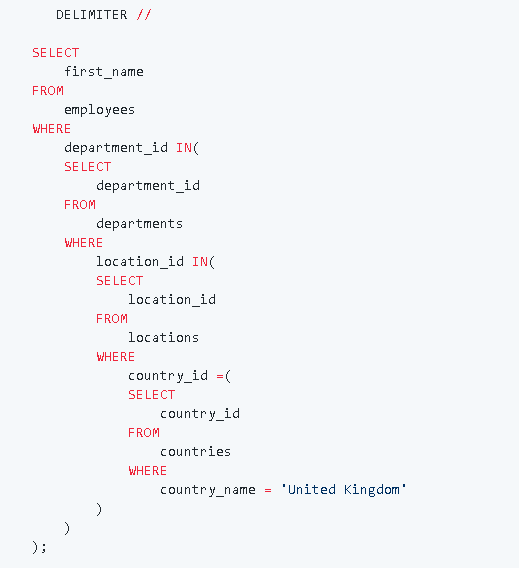 DELIMITER //
SELECT
first_name
FROM
employees
WHERE
department_id IN(
SELECT
department_id
FROM
departments
WHERE
location_id IN(
SELECT
location_id
FROM
locations
WHERE
country_id =(
SELECT
country_id
FROM
countries
WHERE
country_name = 'United Kingdom'
)
)
);